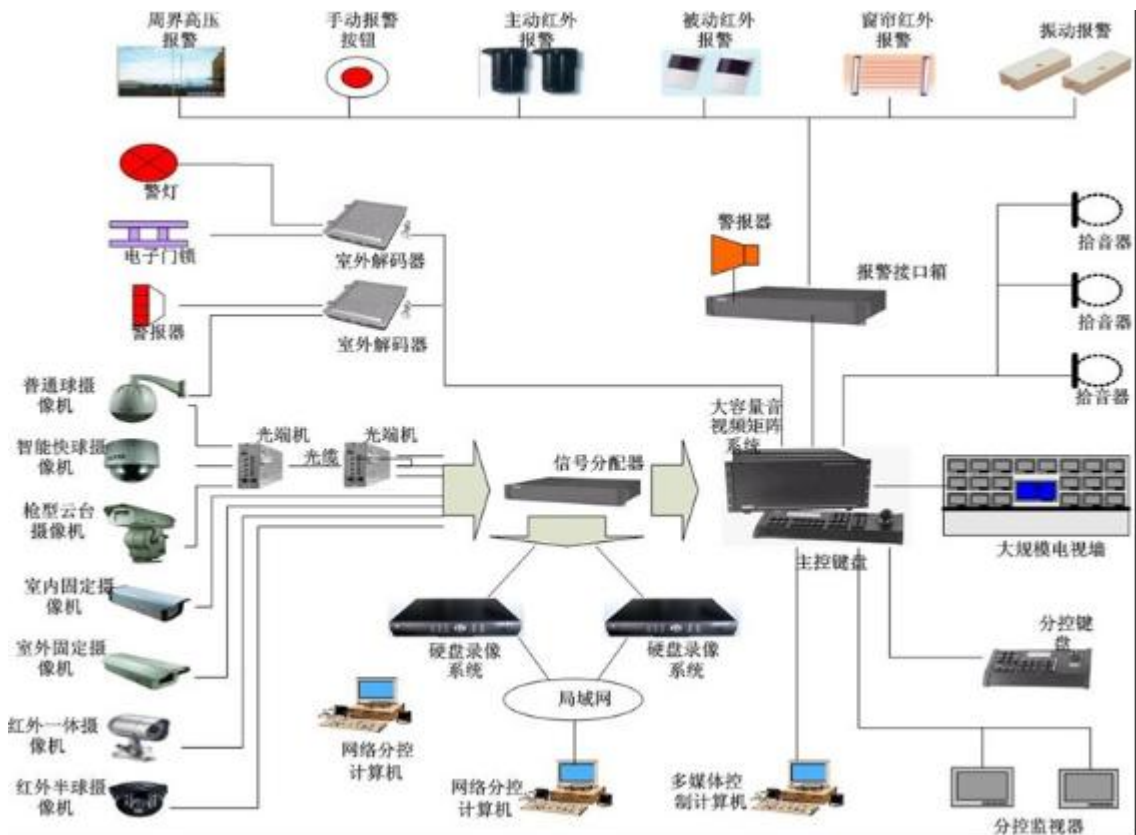 周界高压
报警
手动报警
按钮
主动红外
报警
被动红外
报警
窗帘红外
报警
振动报警
警灯
电子门锁
警报器
室外解码器
室外解码器
警报器
报警接口箱
拾音器
拾音器
拾音器
普通球摄
像机
智能快球摄
像机
枪型云台
摄像机
室内固定摄
像机
室外固定摄
像机
红外一体摄
像机
红外半球摄
像机
光端机
光缆
光端机
信号分配器
大容量音
视频矩阵
系统
主控键盘
大规模电视墙
硬盘录像
系统
硬盘录像
系统
局域网
分控键
盘
网络分控
计算机
网络分控
计算机
多媒体控
制计算机
分控监视器